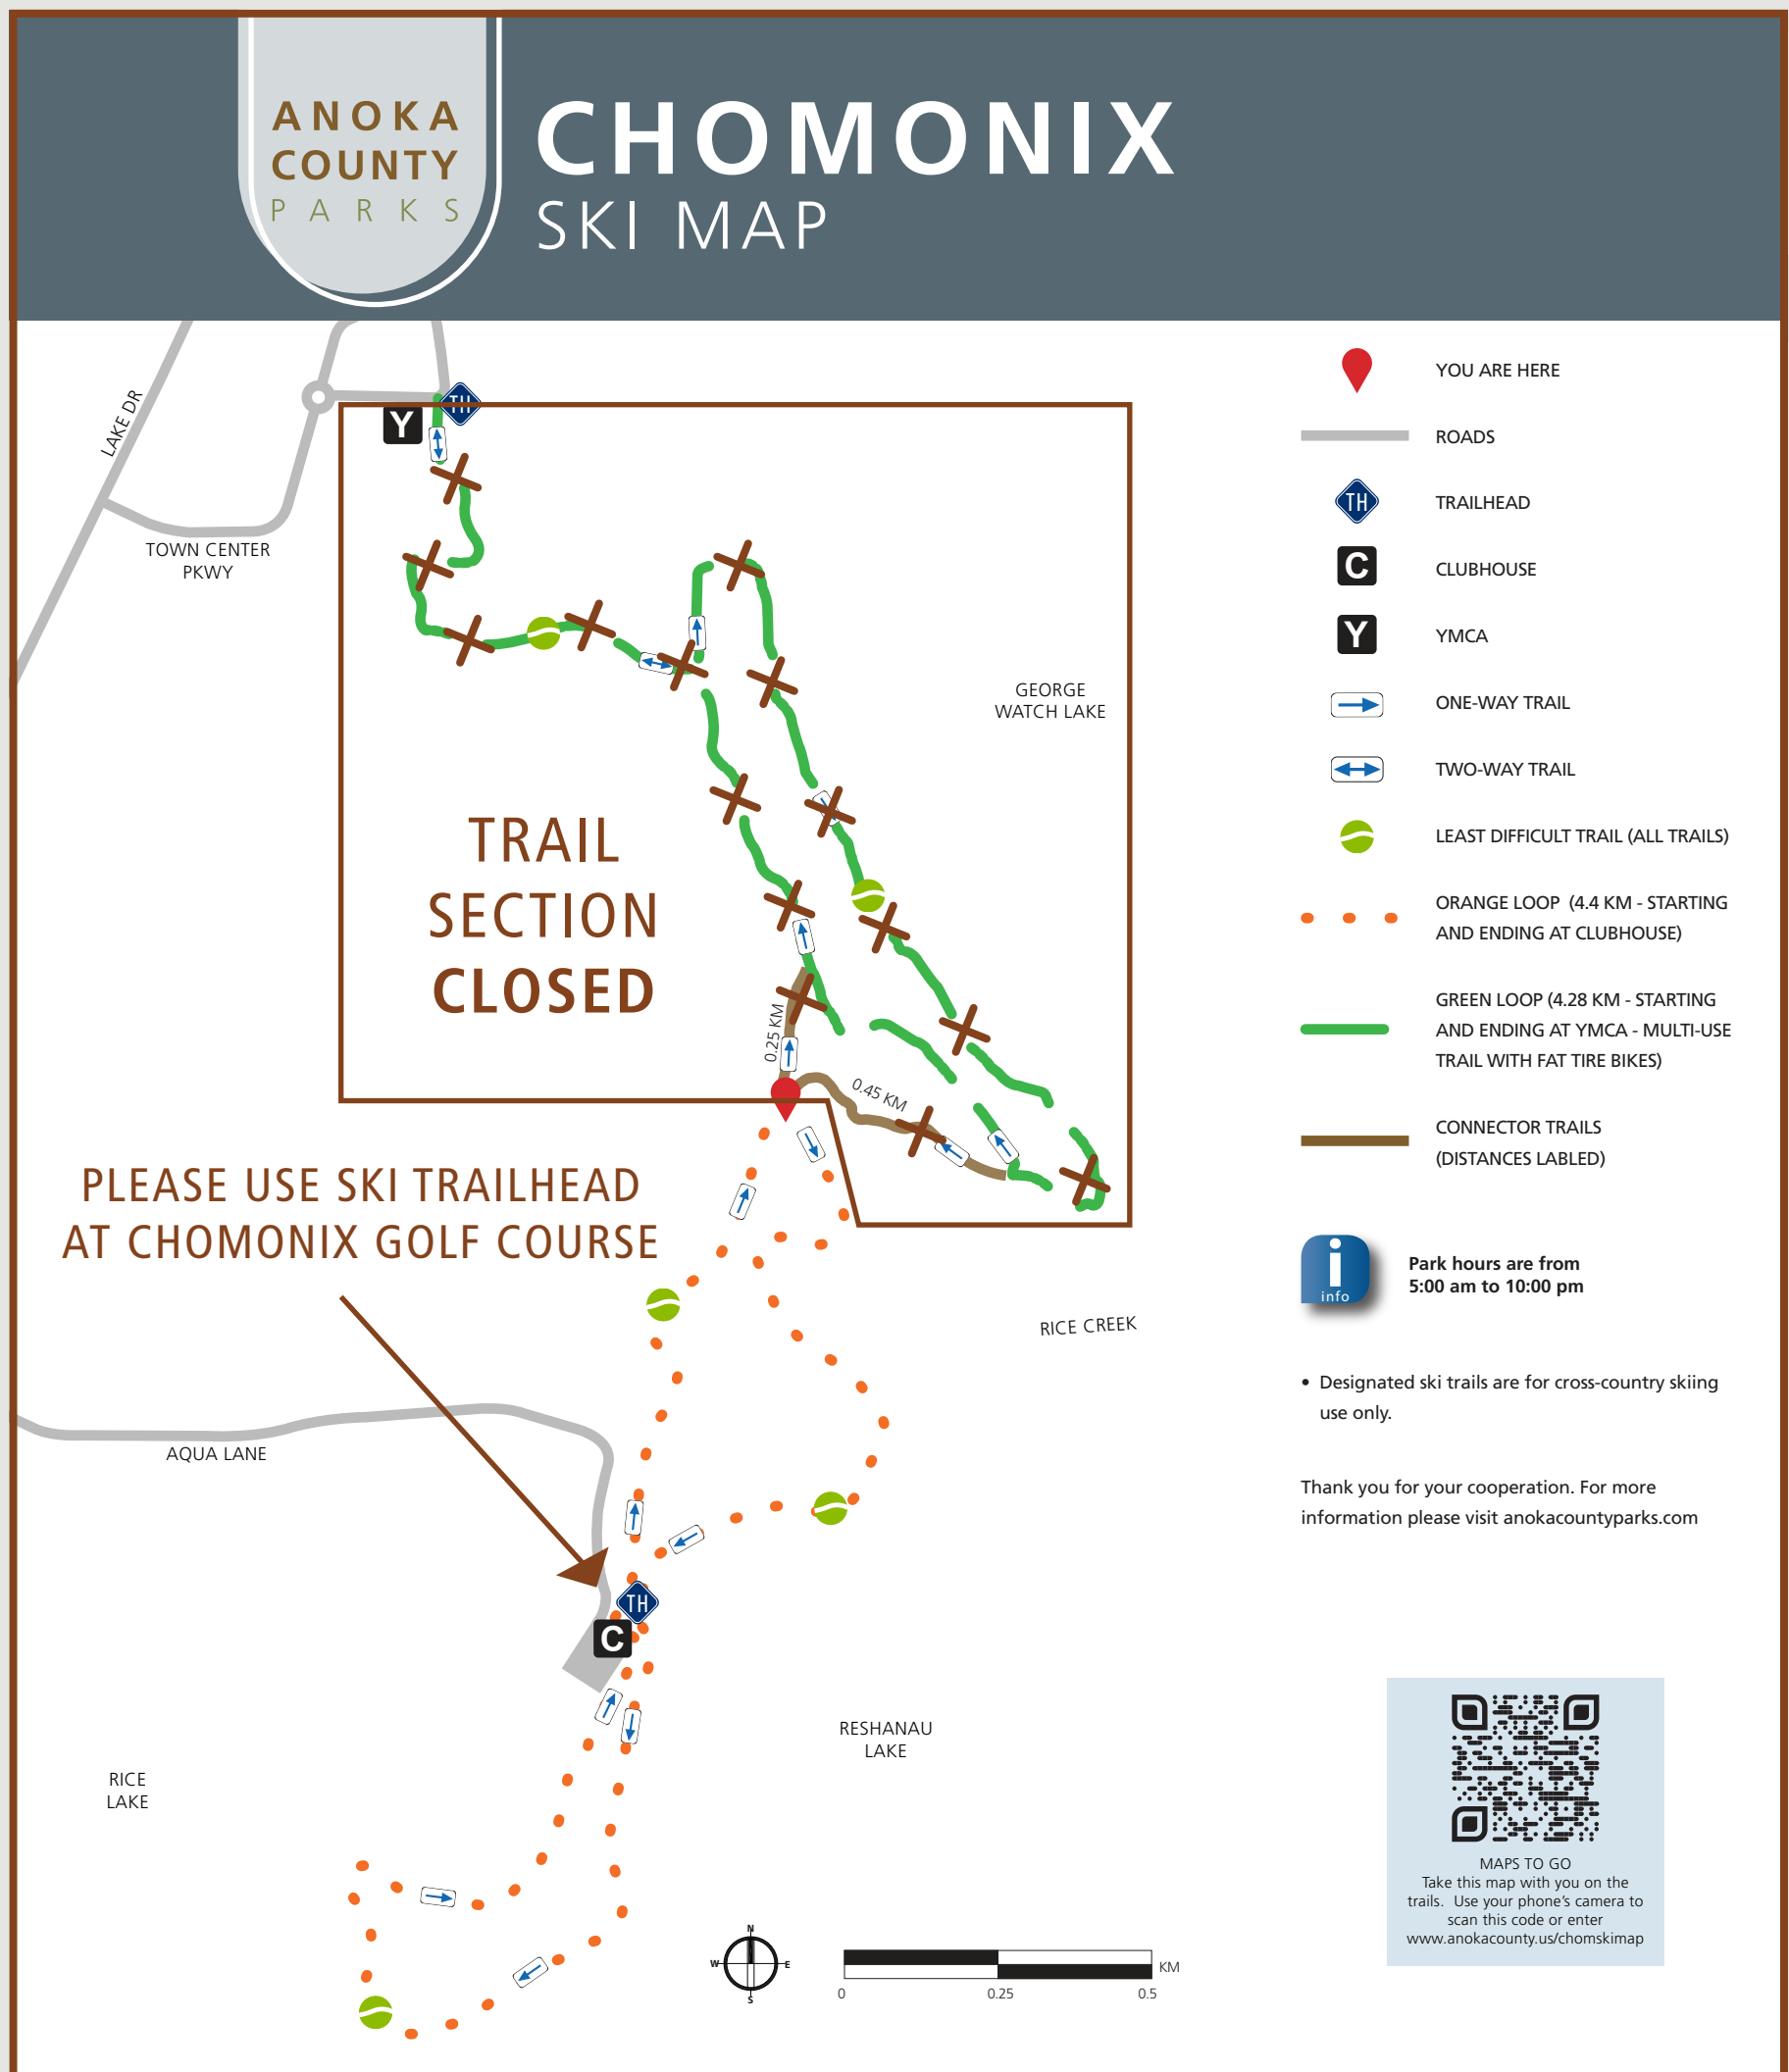 ANOKA
COUNTY
PARKS
CHOMONIX
SKI MAP
LAKE DR
TOWN CENTER
PKWY
TH
Y
GEORGE
WATCH LAKE
TRAIL
SECTION
CLOSED
0.25 KM
0.45 KM
PLEASE USE SKI TRAILHEAD
AT CHOMONIX GOLF COURSE
RICE CREEK
AQUA LANE
TH
C
RESHANAU
LAKE
RICE
LAKE
N
W
E
S
KM
0
0.25
0.5
YOU ARE HERE
ROADS
TH
TRAILHEAD
C
CLUBHOUSE
Y
YMCA
ONE-WAY TRAIL
TWO-WAY TRAIL
LEAST DIFFICULT TRAIL (ALL TRAILS)
ORANGE LOOP (4.4 KM - STARTING
AND ENDING AT CLUBHOUSE)
GREEN LOOP (4.28 KM - STARTING
AND ENDING AT YMCA - MULTI-USE
TRAIL WITH FAT TIRE BIKES)
CONNECTOR TRAILS
(DISTANCES LABLED)
i
info
Park hours are from
5:00 am to 10:00 pm
• Designated ski trails are for cross-country skiing
use only.
Thank you for your cooperation. For more
information please visit anokacountyparks.com
MAPS TO GO
Take this map with you on the
trails. Use your phone's camera to
scan this code or enter
www.anokacounty.us/chomskimap